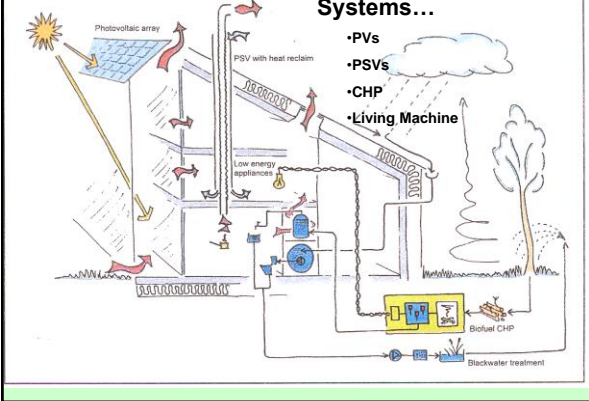 Systems…
•PVs
•PSVs
•CHP
•Living Machine
Photovoltaic array
PSV with heat reclaim
Low energy
appliances
Biofuel CHP
Blackwater treatment